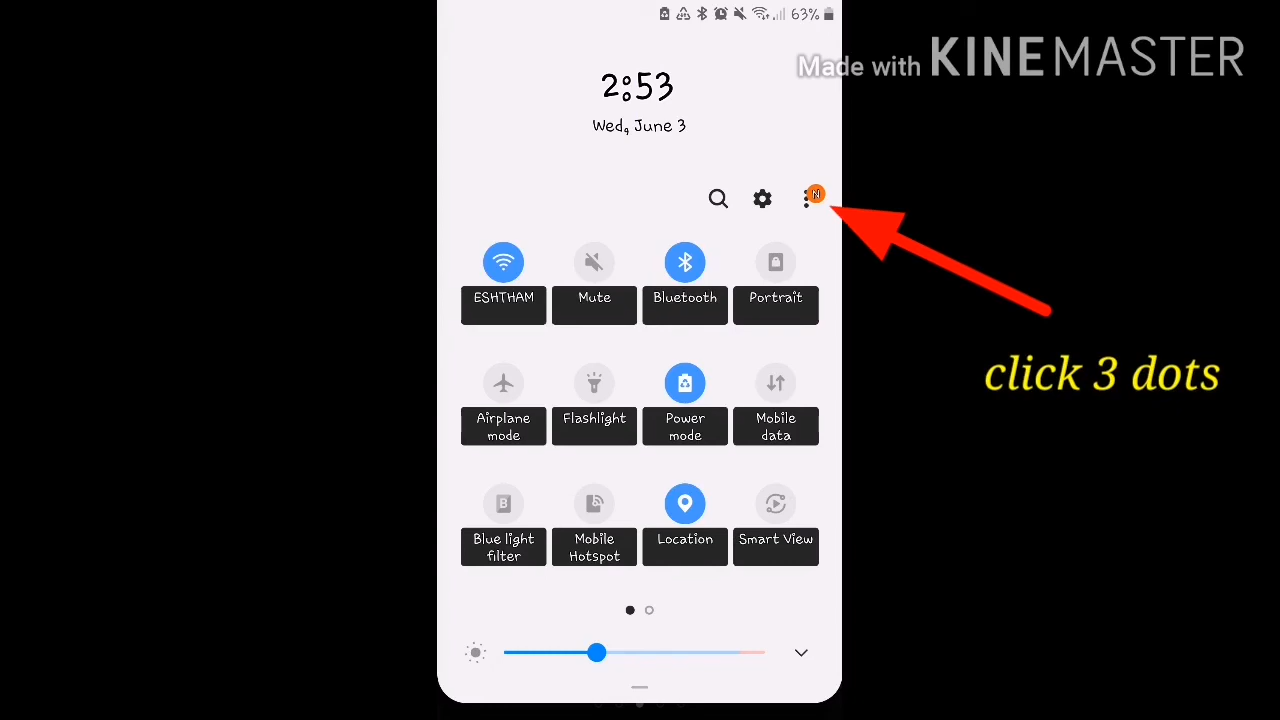 63%
Made with KINEMASTER
2:53
Wed, June 3
N
ESHTHAM
Mute
Bluetooth
Portrait
click 3 dots
Airplane
mode
Flashlight
Power
mode
Mobile
data
B
Blue light
filter
Mobile
Hotspot
Location
Smart View